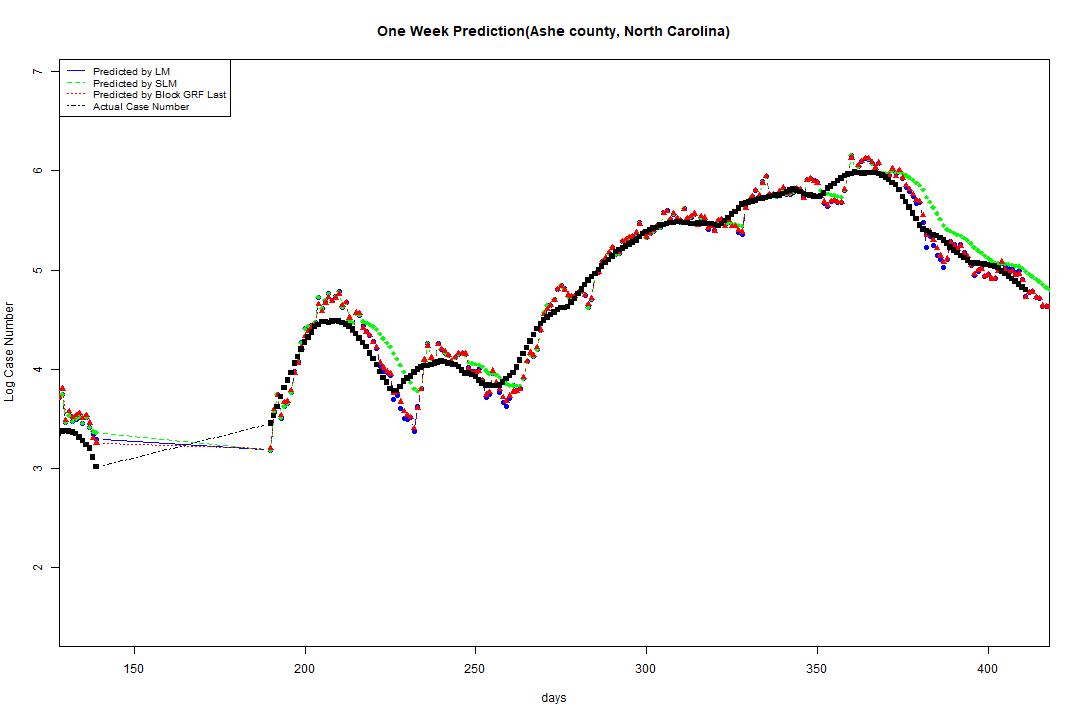 One Week Prediction(Ashe county, North Carolina)
Predicted by LM
Predicted by SLM
Predicted by Block GRF Last
Actual Case Number
7
6
5
4
3
2
Log Case Number
150
200
250
300
350
400
days